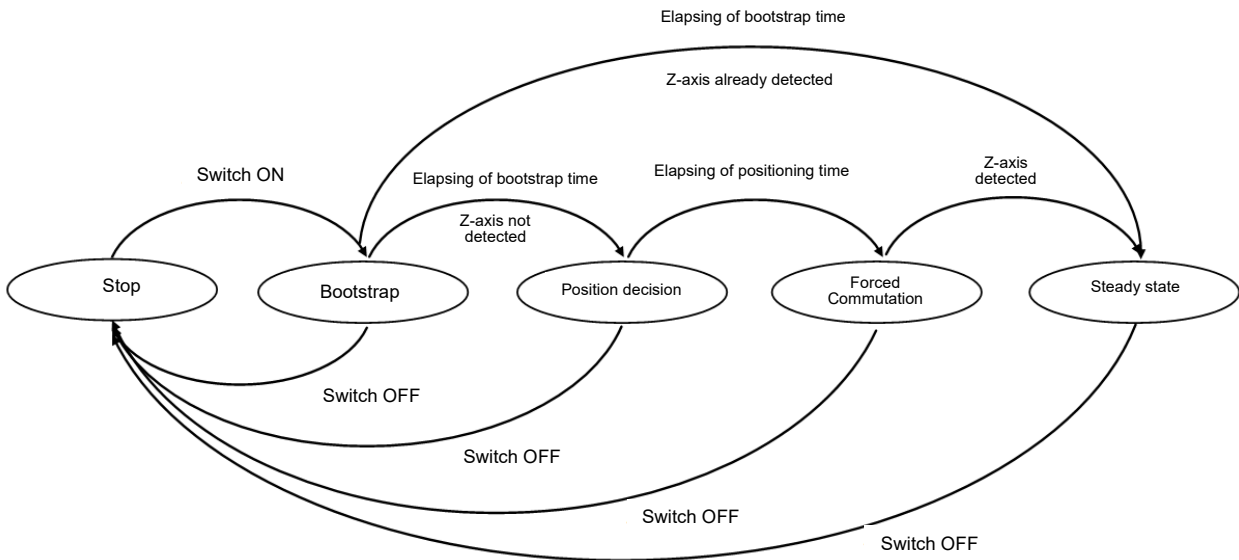 Elapsing of bootstrap time
Z-axis already detected
Switch ON
Elapsing of bootstrap time
Z-axis not
detected
Elapsing of positioning time
Z-axis
detected
Stop
Bootstrap
Position decision
Forced
Commutation
Steady state
Switch OFF
Switch OFF
Switch OFF
Switch OFF